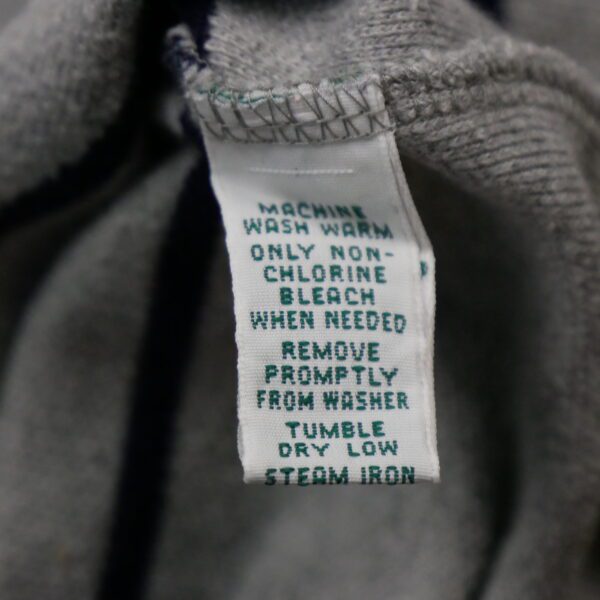 MACHINE
WASH WARM
ONLY NON-
CHLORINE
BLEACH
WHEN NEEDED
REMOVE
PROMPTLY
FROM WASHER
TUMBLE
DRY LOW
STEAM IRON